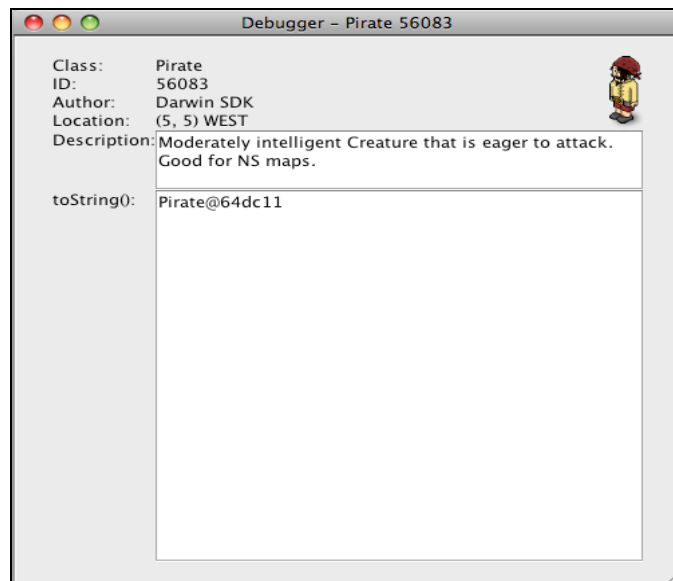 Debugger – Pirate 56083
Class: Pirate
ID: 56083
Author: Darwin SDK
Location: (5, 5) WEST
Description: Moderately intelligent Creature that is eager to attack.
Good for NS maps.
toString(): Pirate@64dc11